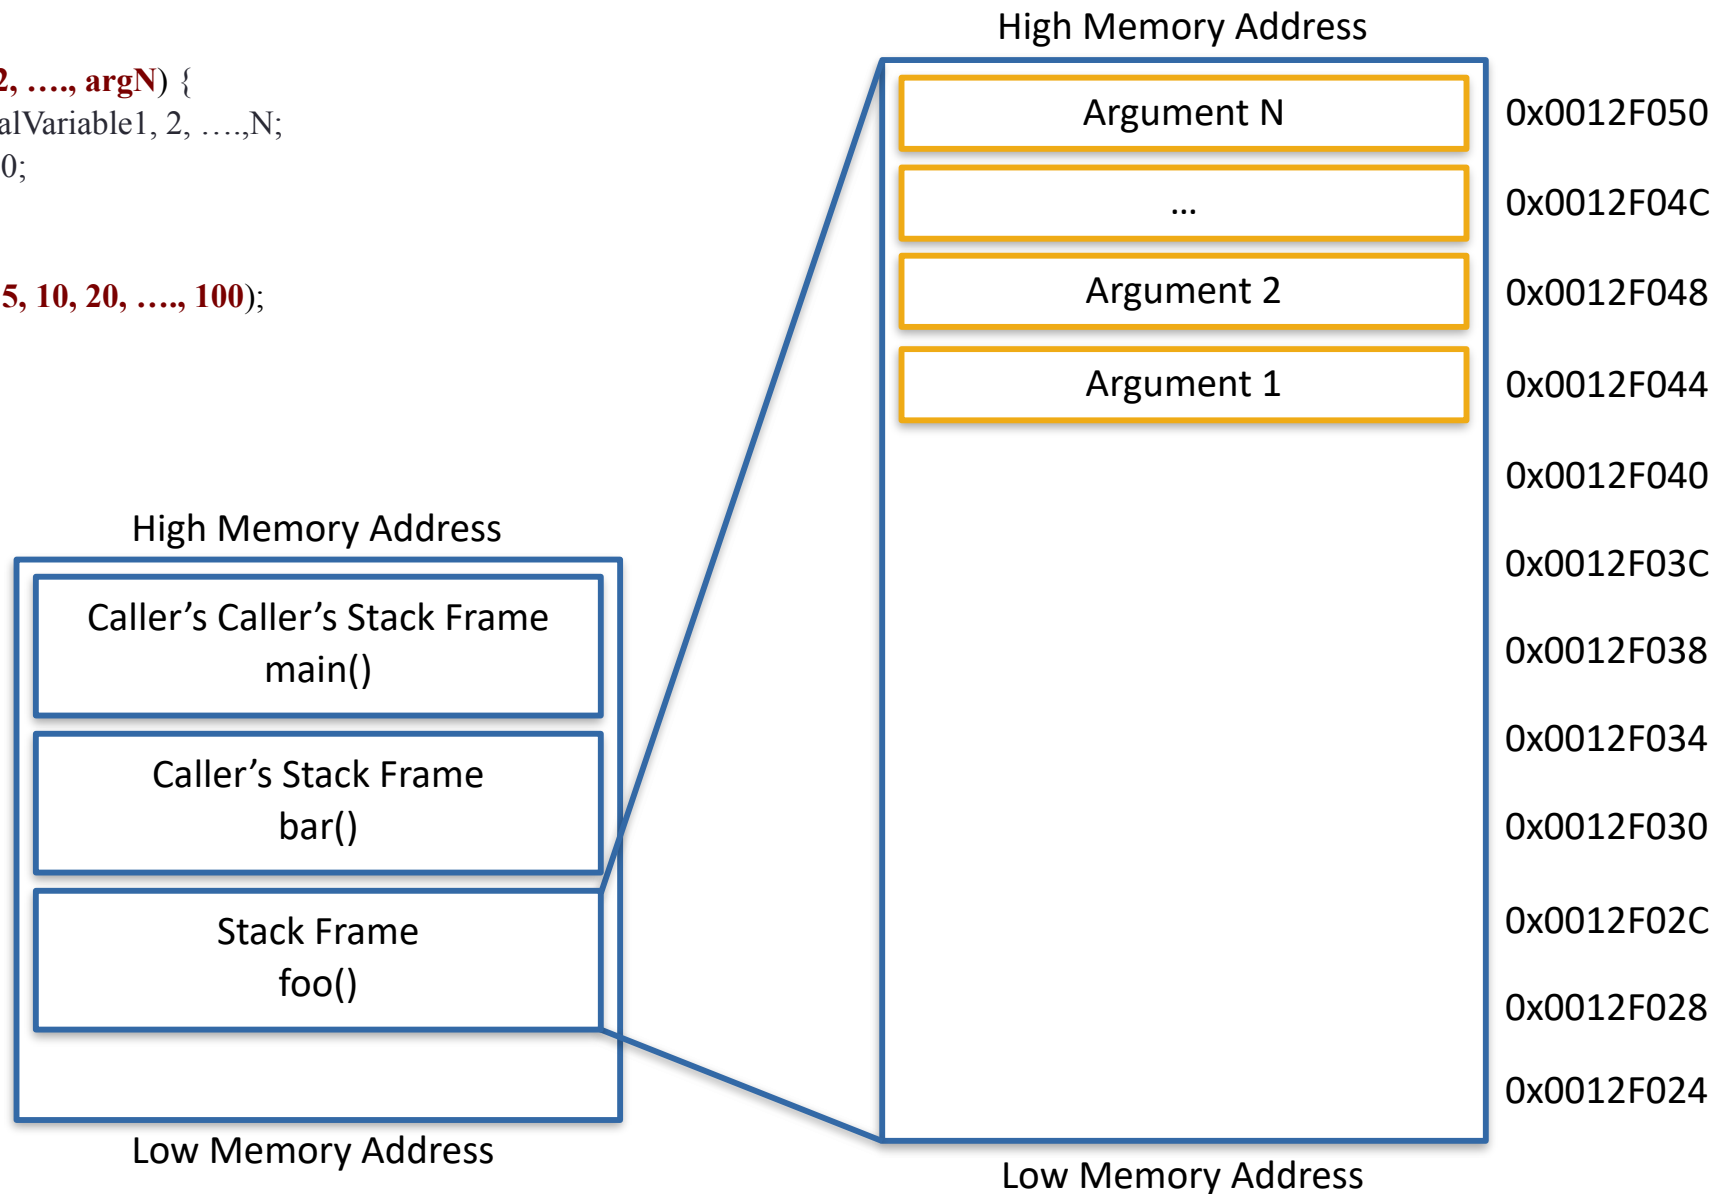 2, …., argN) {
alVariable1, 2, ….,N;
0;
5, 10, 20, …., 100);
High Memory Address
Caller’s Caller’s Stack Frame
main()
Caller’s Stack Frame
bar()
Stack Frame
foo()
Low Memory Address
High Memory Address
Argument N
0x0012F050
…
0x0012F04C
Argument 2
0x0012F048
Argument 1
0x0012F044
0x0012F040
0x0012F03C
0x0012F038
0x0012F034
0x0012F030
0x0012F02C
0x0012F028
0x0012F024
Low Memory Address